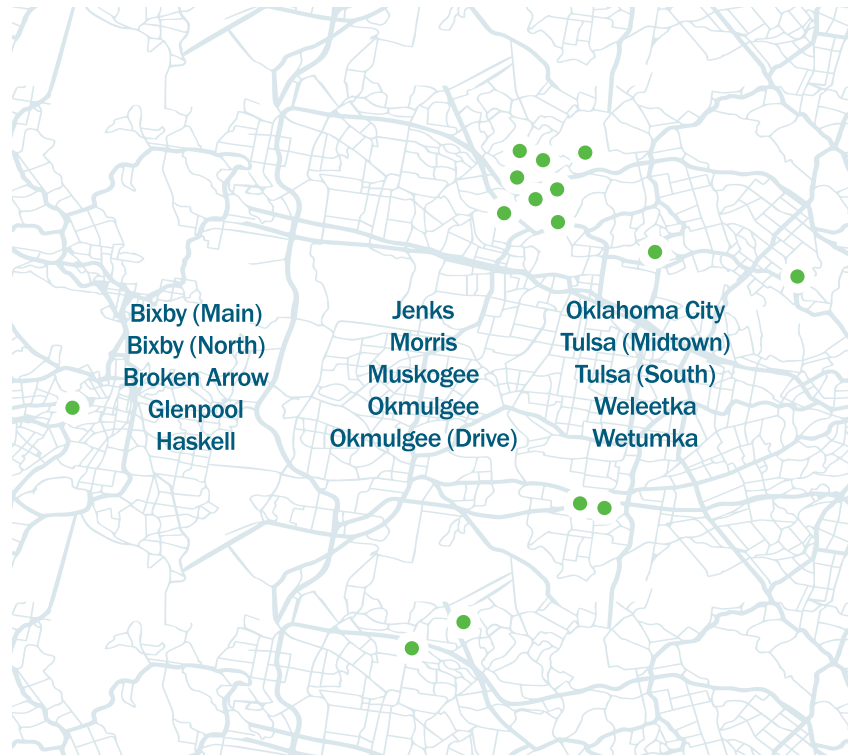 Bixby (Main)
Bixby (North)
Broken Arrow
Glenpool
Haskell
Jenks
Morris
Muskogee
Okmulgee
Okmulgee (Drive)
Oklahoma City
Tulsa (Midtown)
Tulsa (South)
Weleetka
Wetumka